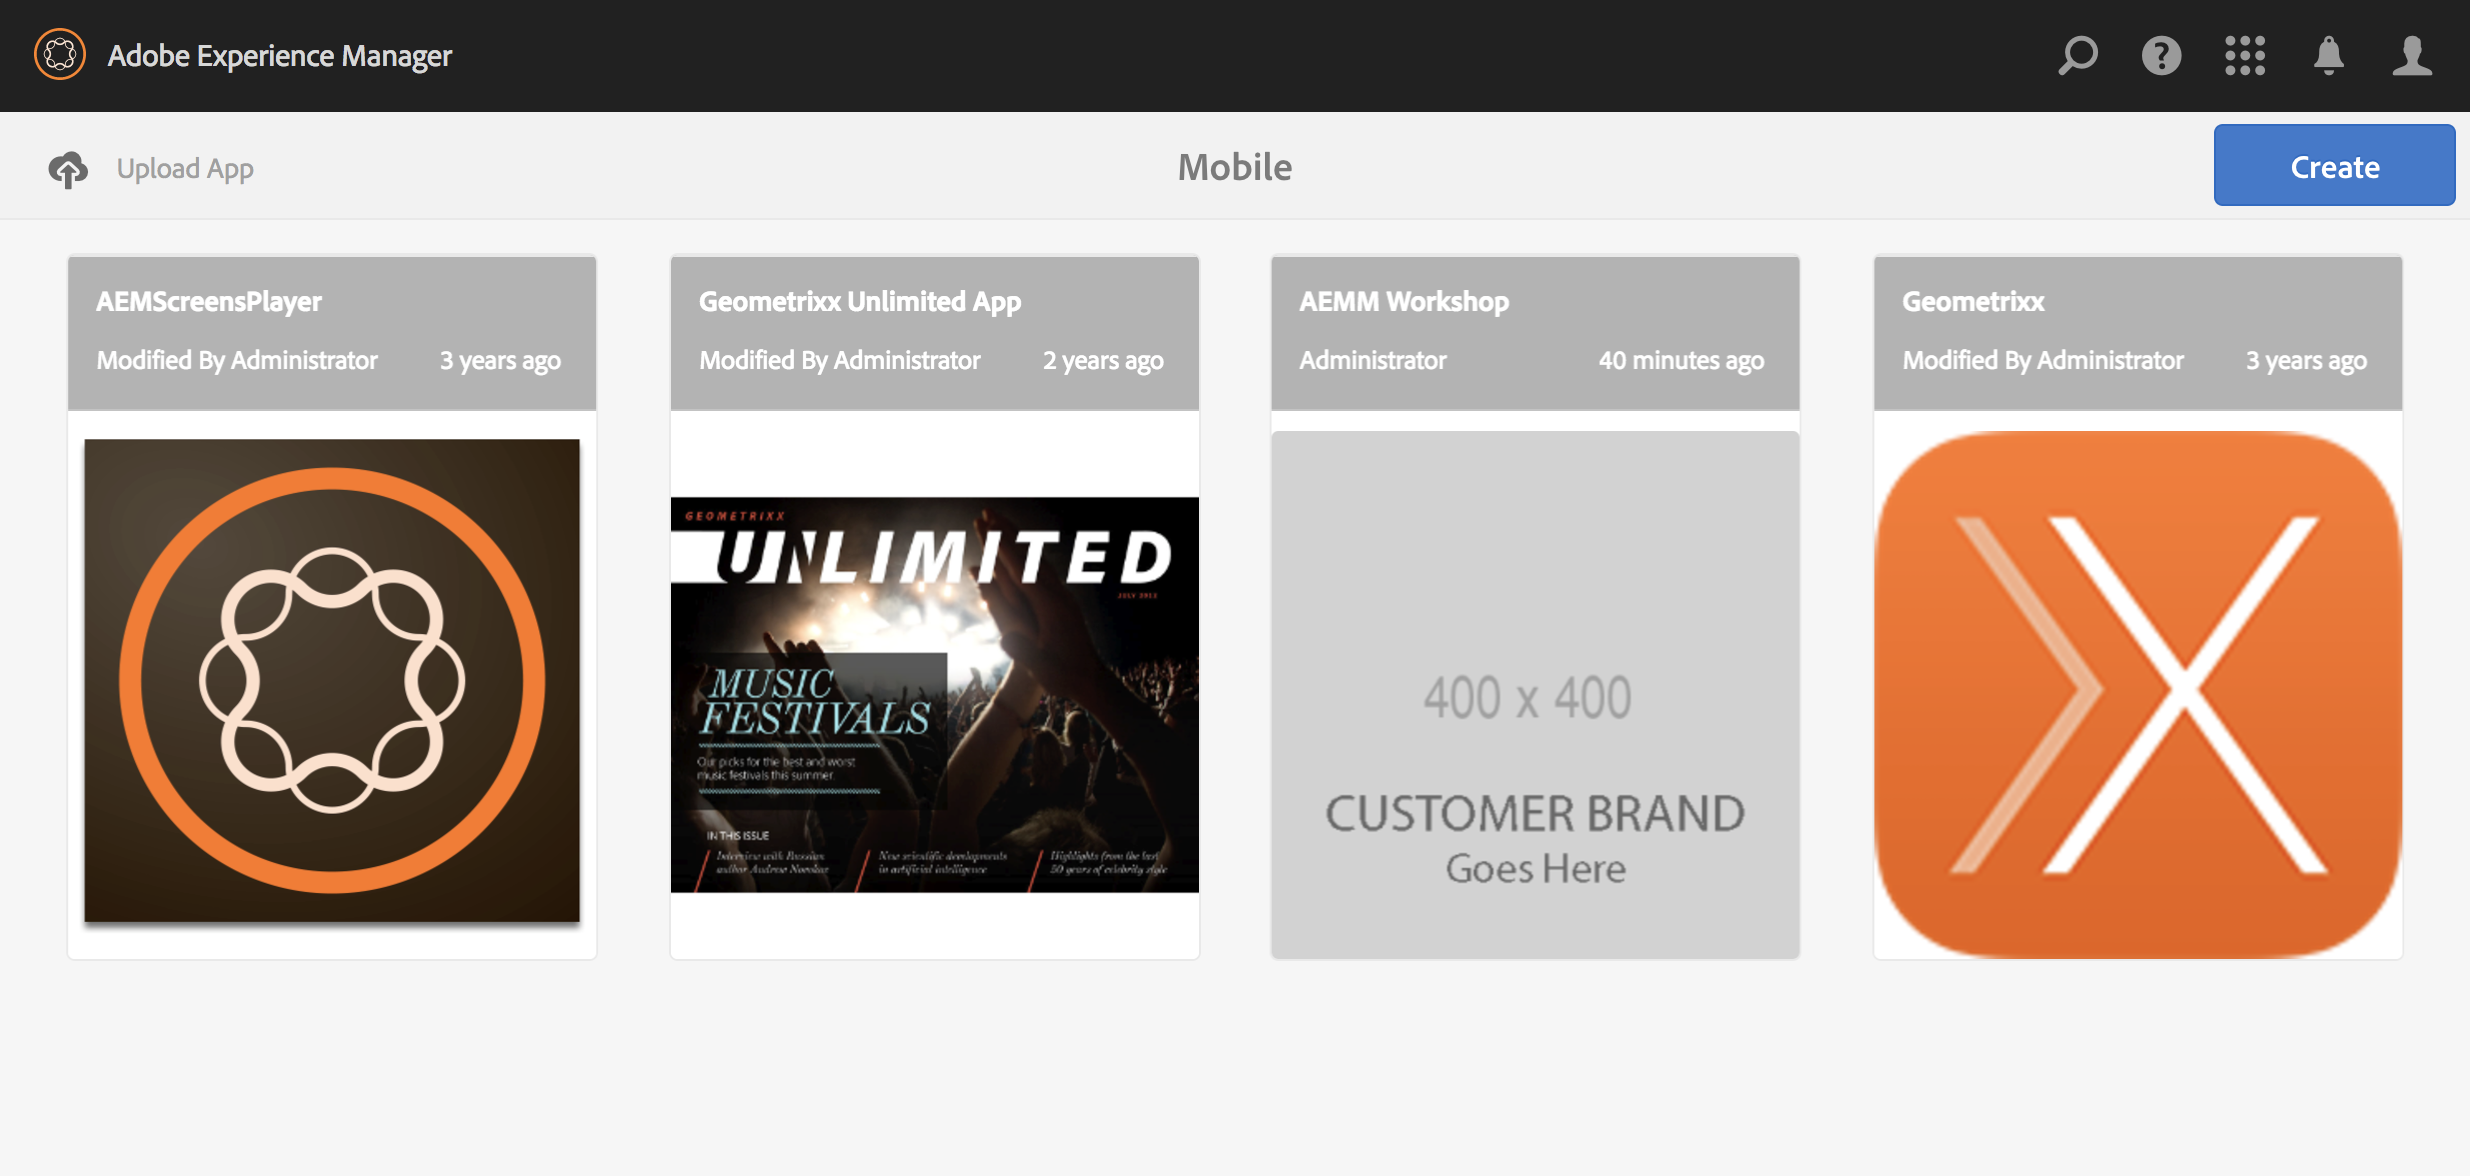 Adobe Experience Manager
Upload App
Mobile
Create
AEMScreensPlayer
Modified By Administrator 3 years ago
Geometrixx Unlimited App
Modified By Administrator 2 years ago
GEOMETRIXX
UNLIMITED
JULY 2013
MUSIC
FESTIVALS
Our picks for the best and worst
music festivals this summer.
IN THIS ISSUE
Interview with Russian
author Andrew
New scientific developments
in artificial intelligence
Highlights from the last
50 years of celebrity style
AEMM Workshop
Administrator 40 minutes ago
400 x 400
CUSTOMER BRAND
Goes Here
Geometrixx
Modified By Administrator 3 years ago